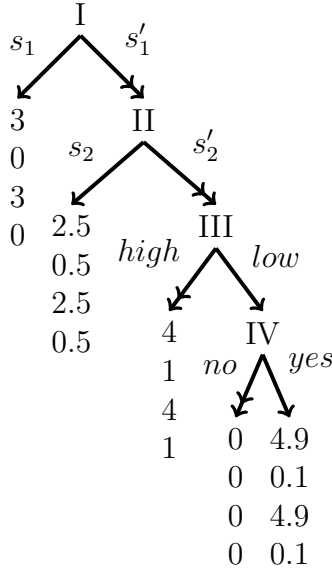 I
s₁ s₁′
3 II
0 s₂ s₂′
3
0 2.5 III
0.5 high low
2.5
0.5 4 IV
1 no yes
4
1 0 4.9
0 0.1
0 4.9
0 0.1